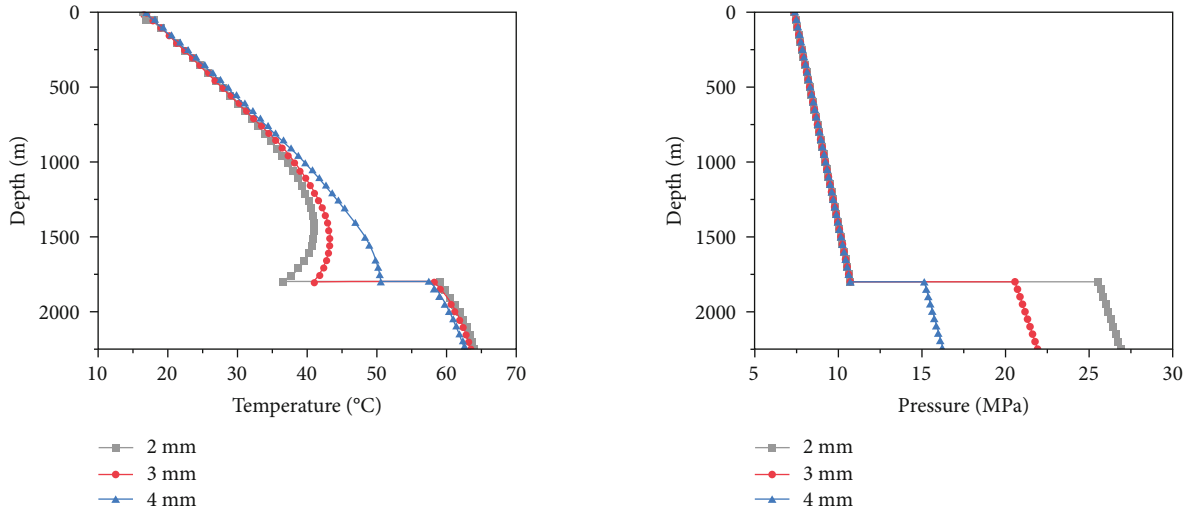 0
500
1000
1500
2000
Depth (m)
10 20 30 40 50 60 70
Temperature (°C)
2 mm
3 mm
4 mm
0
500
1000
1500
2000
Depth (m)
5 10 15 20 25 30
Pressure (MPa)
2 mm
3 mm
4 mm